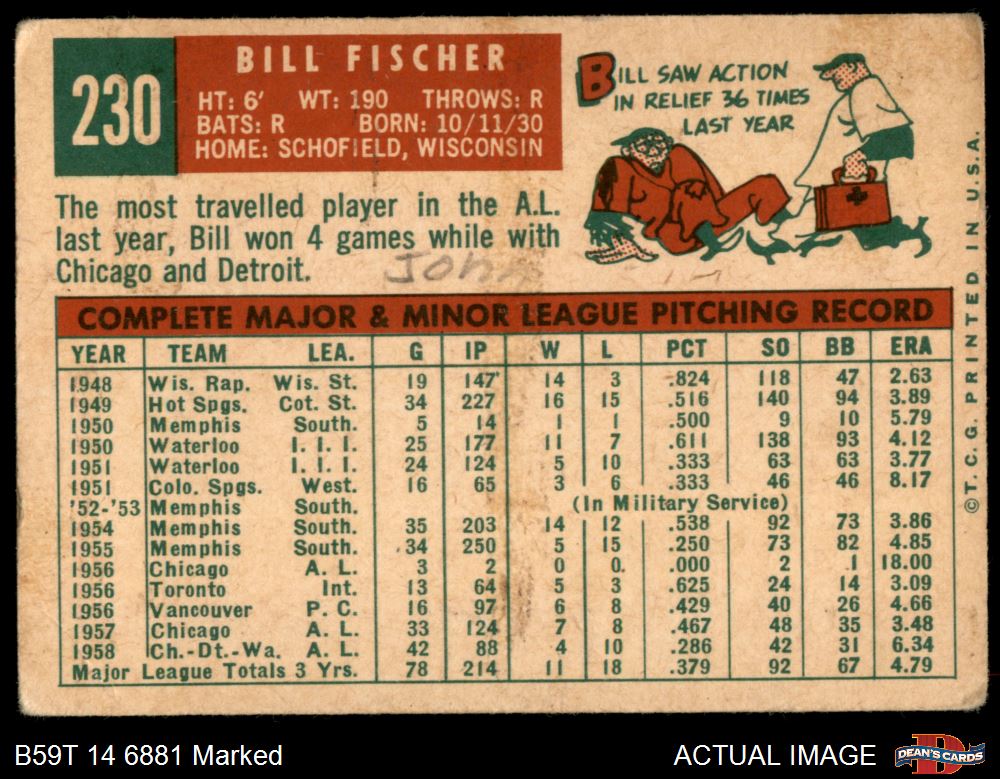 230
BILL FISCHER
HT: 6' WT: 190 THROWS: R
BATS: R BORN: 10/11/30
HOME: SCHOFIELD, WISCONSIN
BILL SAW ACTION
IN RELIEF 36 TIMES
LAST YEAR
The most travelled player in the A.L.
last year, Bill won 4 games while with
Chicago and Detroit.
John
COMPLETE MAJOR & MINOR LEAGUE PITCHING RECORD
YEAR TEAM LEA. G IP W L PCT SO BB ERA
1948 Wis. Rap. Wis. St. 19 147 14 3 .824 118 47 2.63
1949 Hot Spgs. Cot. St. 34 227 16 15 .516 140 94 3.89
1950 Memphis South. 5 14 1 1 .500 9 10 5.79
1950 Waterloo I. I. I. 25 177 11 7 .611 138 93 4.12
1951 Waterloo I. I. I. 24 124 5 10 .333 63 63 3.77
1951 Colo. Spgs. West. 16 65 3 6 .333 46 46 8.17
'52-'53 Memphis South. (In Military Service)
1954 Memphis South. 35 203 14 12 .538 92 73 3.86
1955 Memphis South. 34 250 5 15 .250 73 82 4.85
1956 Chicago A. L. 3 2 0 0 .000 2 1 18.00
1956 Toronto Int. 13 64 5 3 .625 24 14 3.09
1956 Vancouver P. C. 16 97 6 8 .429 40 26 4.66
1957 Chicago A. L. 33 124 7 8 .467 48 35 3.48
1958 Ch.-Dt.-Wa. A. L. 42 88 4 10 .286 42 31 6.34
Major League Totals 3 Yrs. 78 214 11 18 .379 92 67 4.79
©T.C.G. PRINTED IN U.S.A.
B59T 14 6881 Marked
ACTUAL IMAGE
DEAN'S CARDS